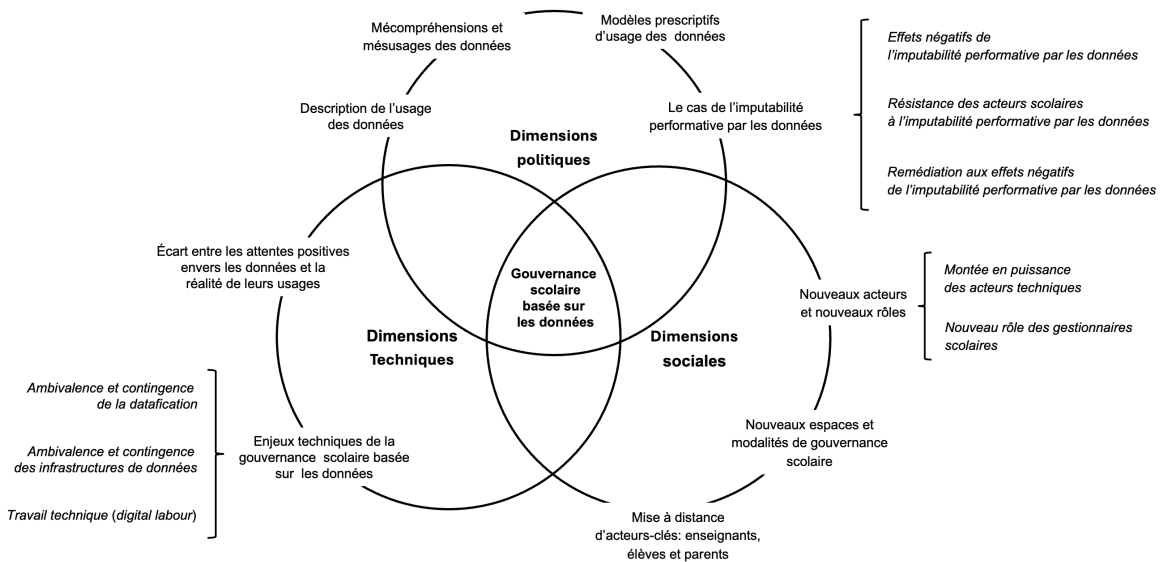 Mécompréhensions et
mésusages des données
Modèles prescriptifs
d'usage des données
Description de l'usage
des données
Le cas de l'imputabilité
performative par les données
Effets négatifs de
l'imputabilité performative par les données
Résistance des acteurs scolaires
à l'imputabilité performative par les données
Remédiation aux effets négatifs
de l'imputabilité performative par les données
Dimensions
politiques
Écart entre les attentes positives
envers les données et la
réalité de leurs usages
Gouvernance
scolaire
basée sur
les données
Nouveaux acteurs
et nouveaux rôles
Montée en puissance
des acteurs techniques
Nouveau rôle des gestionnaires
scolaires
Dimensions
Techniques
Dimensions
sociales
Ambivalence et contingence
de la datafication
Ambivalence et contingence
des infrastructures de données
Travail technique (digital labour)
Enjeux techniques de la
gouvernance scolaire basée
sur les données
Nouveaux espaces et
modalités de gouvernance
scolaire
Mise à distance
d'acteurs-clés: enseignants,
élèves et parents